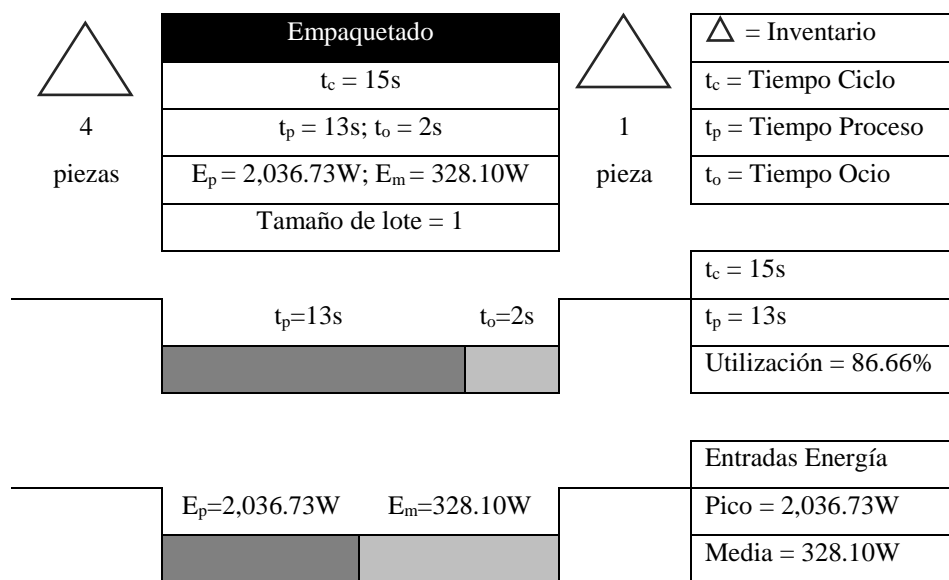 Empaquetado
△ = Inventario
tc = 15s
tc = Tiempo Ciclo
4
tp = 13s; to = 2s
1
tp = Tiempo Proceso
piezas
Ep = 2,036.73W; Em = 328.10W
pieza
to = Tiempo Ocio
Tamaño de lote = 1
tc = 15s
tp=13s
to=2s
tp = 13s
Utilización = 86.66%
Entradas Energía
Ep=2,036.73W
Em=328.10W
Pico = 2,036.73W
Media = 328.10W